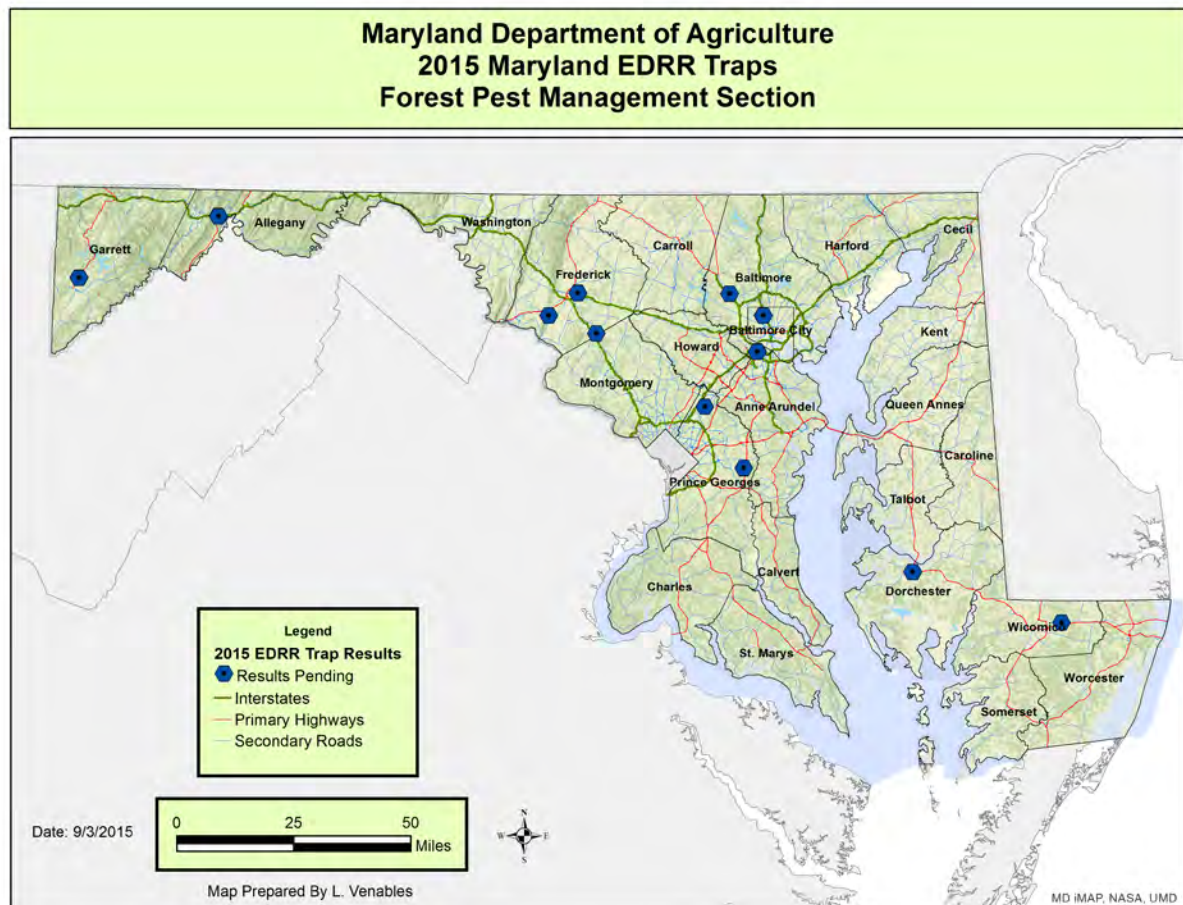 Maryland Department of Agriculture
2015 Maryland EDRR Traps
Forest Pest Management Section
Garrett
Allegany
Washington
Frederick
Carroll
Baltimore
Harford
Cecil
Baltimore City
Howard
Kent
Montgomery
Anne Arundel
Queen Annes
Caroline
Prince Georges
Talbot
Charles
Calvert
Dorchester
Wicomico
St. Marys
Worcester
Somerset
Legend
2015 EDRR Trap Results
Results Pending
Interstates
Primary Highways
Secondary Roads
Date: 9/3/2015
0 25 50
Miles
N
W E
S
Map Prepared By L. Venables
MD iMAP, NASA, UMD